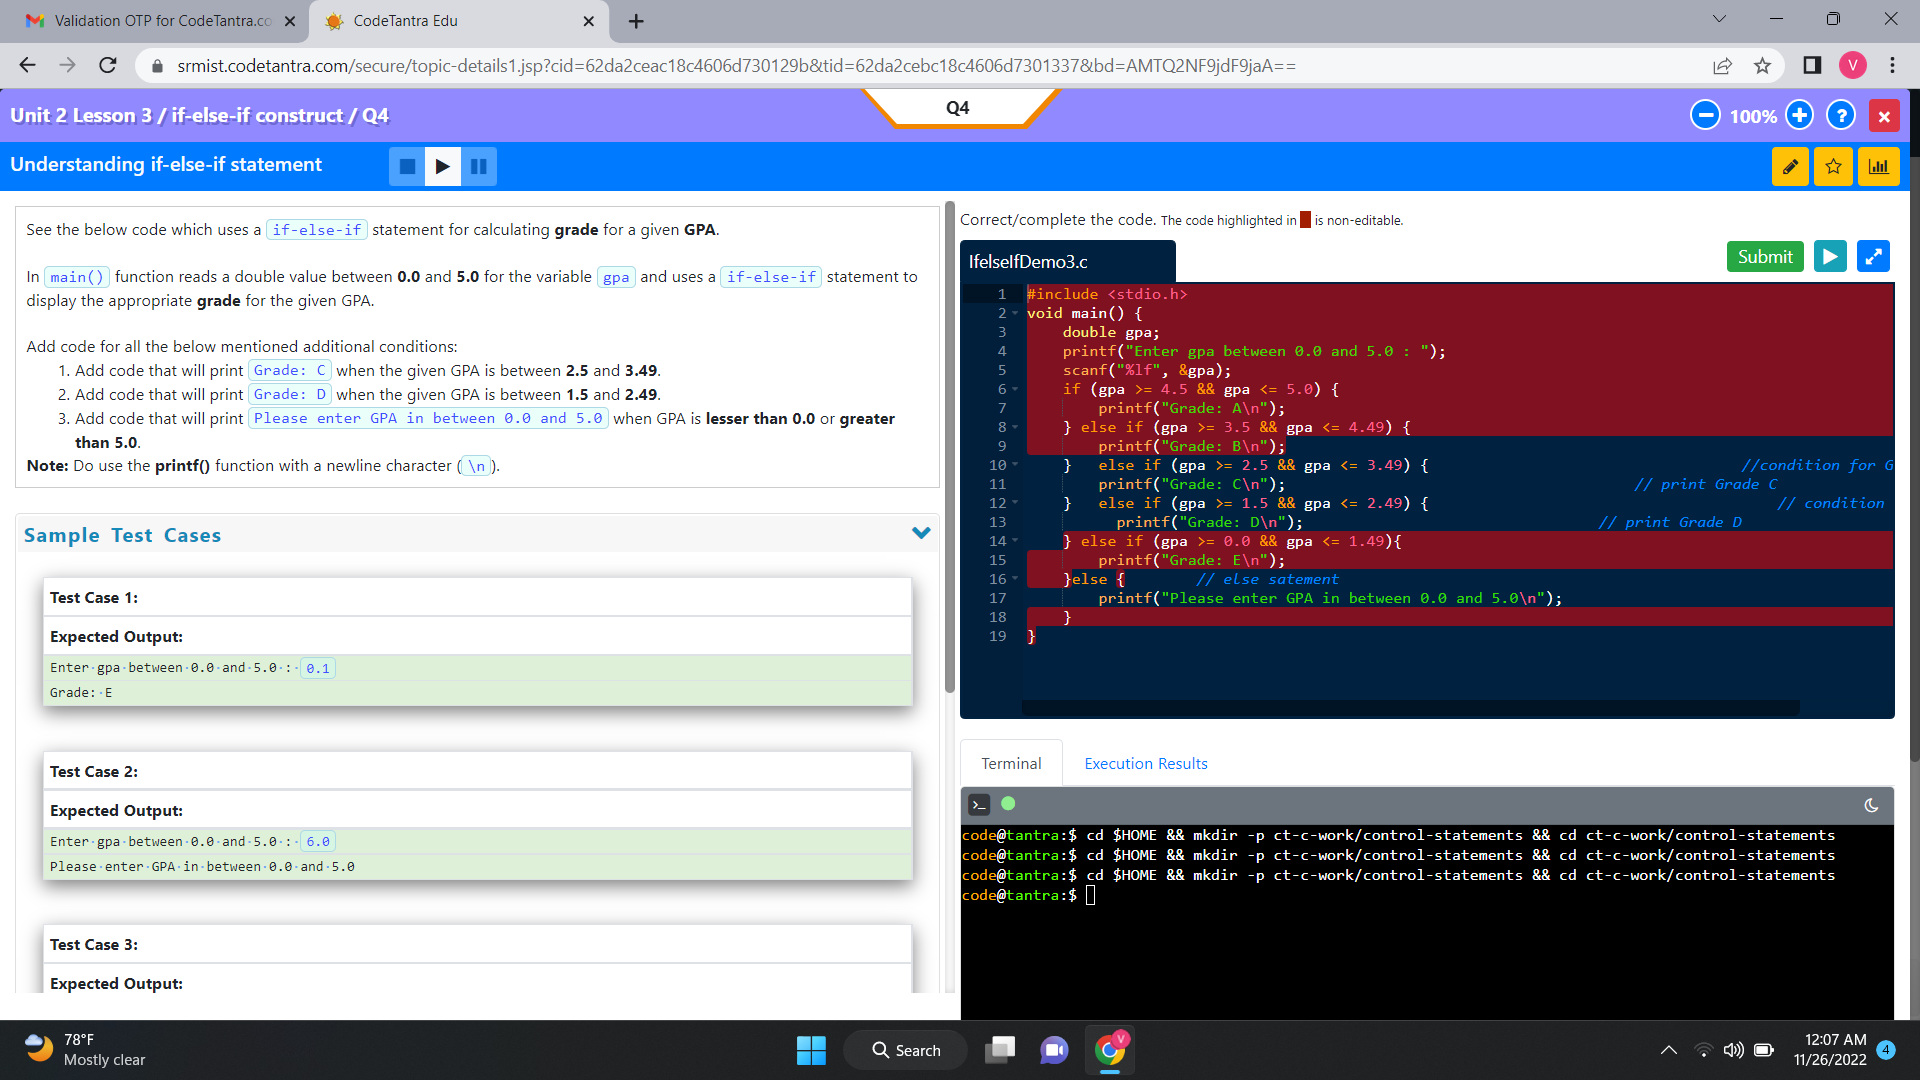 Validation OTP for CodeTantra.co
CodeTantra Edu
srmist.codetantra.com/secure/topic-details1.jsp?cid=62da2ceac18c4606d730129b&tid=62da2cebc18c4606d7301337&bd=AMTQ2NF9jdF9jaA==
V
Unit 2 Lesson 3 / if-else-if construct / Q4
Q4
100%
?
Understanding if-else-if statement
See the below code which uses a if-else-if statement for calculating grade for a given GPA.
In main() function reads a double value between 0.0 and 5.0 for the variable gpa and uses a if-else-if statement to
display the appropriate grade for the given GPA.
Add code for all the below mentioned additional conditions:
1. Add code that will print Grade: C when the given GPA is between 2.5 and 3.49.
2. Add code that will print Grade: D when the given GPA is between 1.5 and 2.49.
3. Add code that will print Please enter GPA in between 0.0 and 5.0 when GPA is lesser than 0.0 or greater
than 5.0.
Note: Do use the printf() function with a newline character (\n).
Sample Test Cases
Test Case 1:
Expected Output:
Enter·gpa·between·0.0·and·5.0·:·0.1
Grade:·E
Test Case 2:
Expected Output:
Enter·gpa·between·0.0·and·5.0·:·6.0
Please·enter·GPA·in·between·0.0·and·5.0
Test Case 3:
Expected Output:
Correct/complete the code. The code highlighted in is non-editable.
IfelseIfDemo3.c
Submit
1 #include <stdio.h>
2 void main() {
3 double gpa;
4 printf("Enter gpa between 0.0 and 5.0 : ");
5 scanf("%lf", &gpa);
6 if (gpa >= 4.5 && gpa <= 5.0) {
7 printf("Grade: A\n");
8 } else if (gpa >= 3.5 && gpa <= 4.49) {
9 printf("Grade: B\n");
10 } else if (gpa >= 2.5 && gpa <= 3.49) { //condition for G
11 printf("Grade: C\n"); // print Grade C
12 } else if (gpa >= 1.5 && gpa <= 2.49) { // condition
13 printf("Grade: D\n"); // print Grade D
14 } else if (gpa >= 0.0 && gpa <= 1.49){
15 printf("Grade: E\n");
16 }else { // else satement
17 printf("Please enter GPA in between 0.0 and 5.0\n");
18 }
19 }
Terminal
Execution Results
code@tantra:$ cd $HOME && mkdir -p ct-c-work/control-statements && cd ct-c-work/control-statements
code@tantra:$ cd $HOME && mkdir -p ct-c-work/control-statements && cd ct-c-work/control-statements
code@tantra:$ cd $HOME && mkdir -p ct-c-work/control-statements && cd ct-c-work/control-statements
code@tantra:$
78°F
Mostly clear
Search
V
12:07 AM
11/26/2022
4